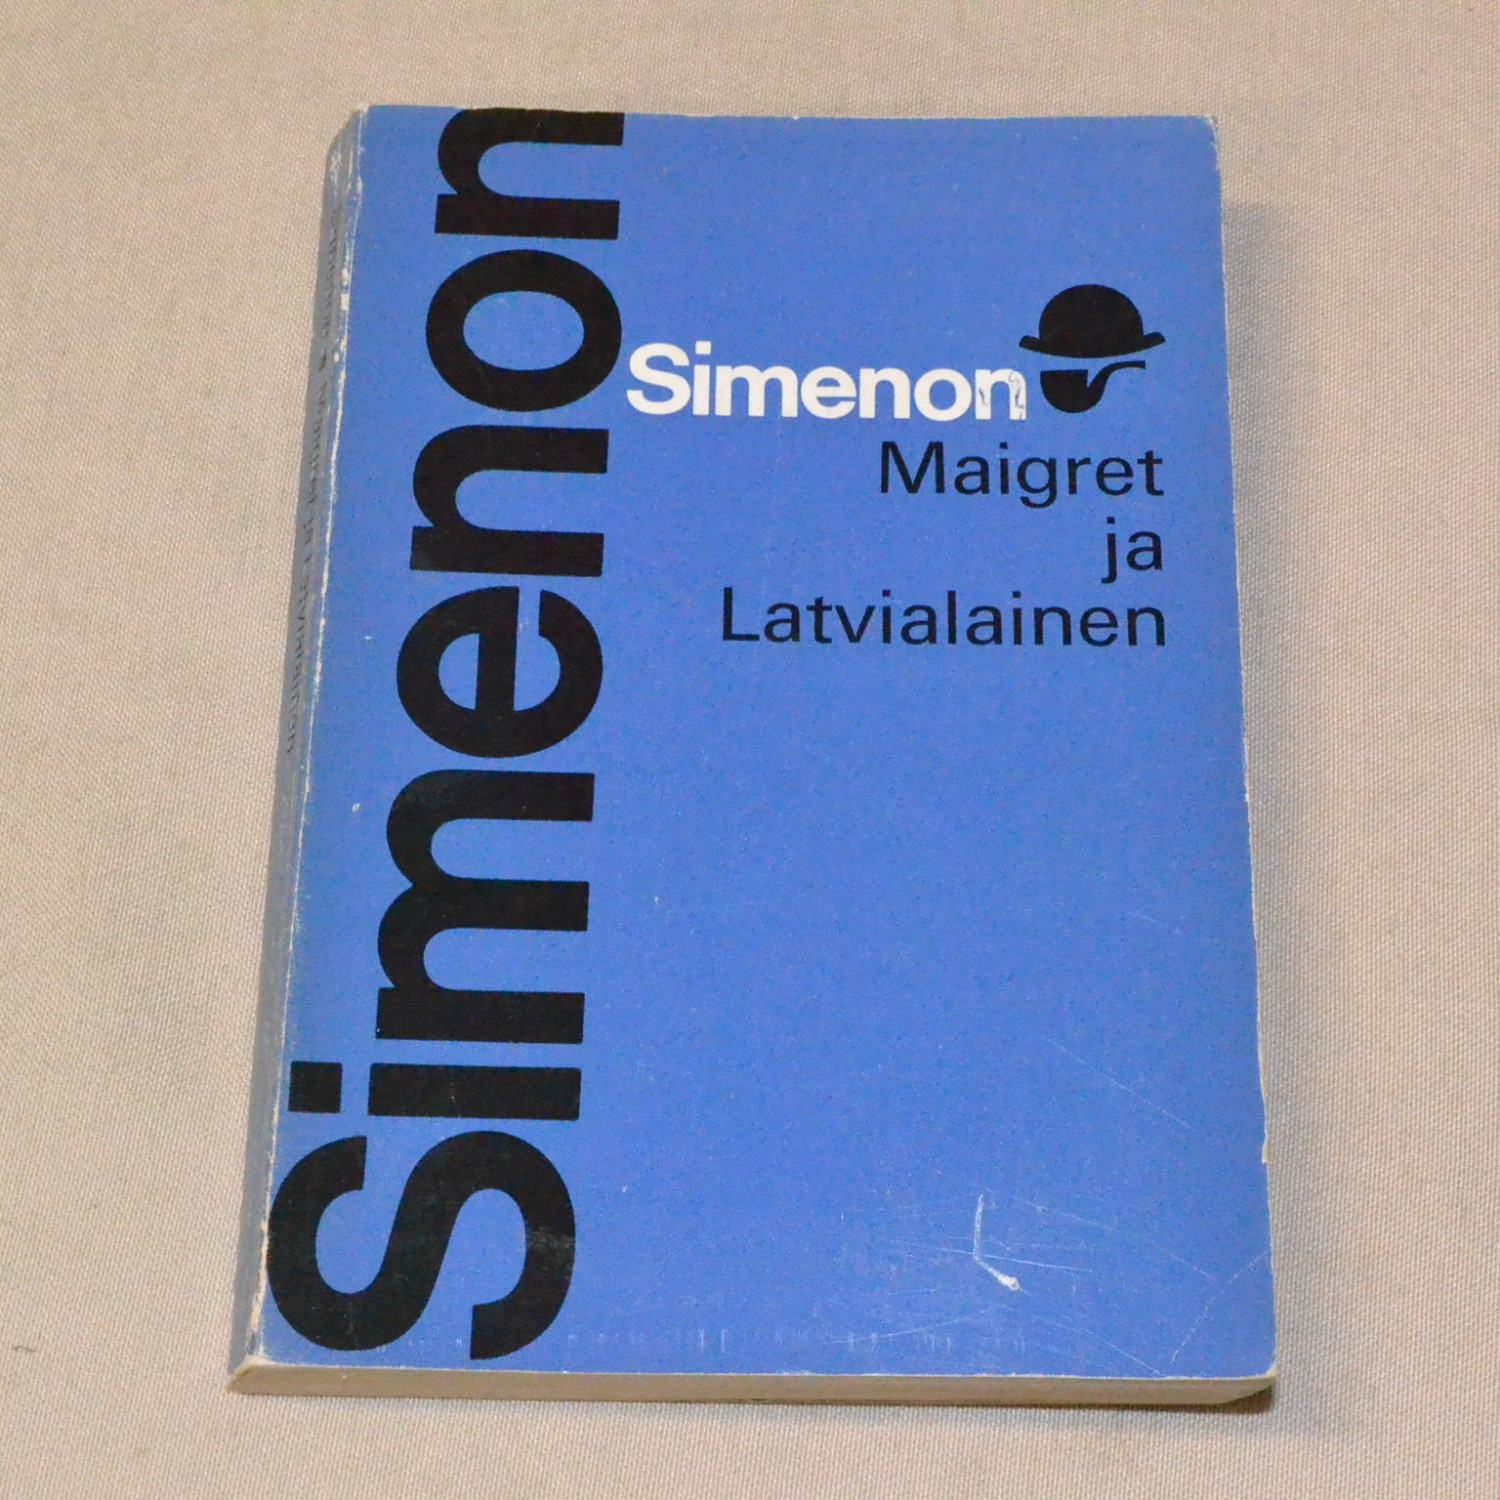 Simenon
Simenon
Maigret
ja
Latvialainen